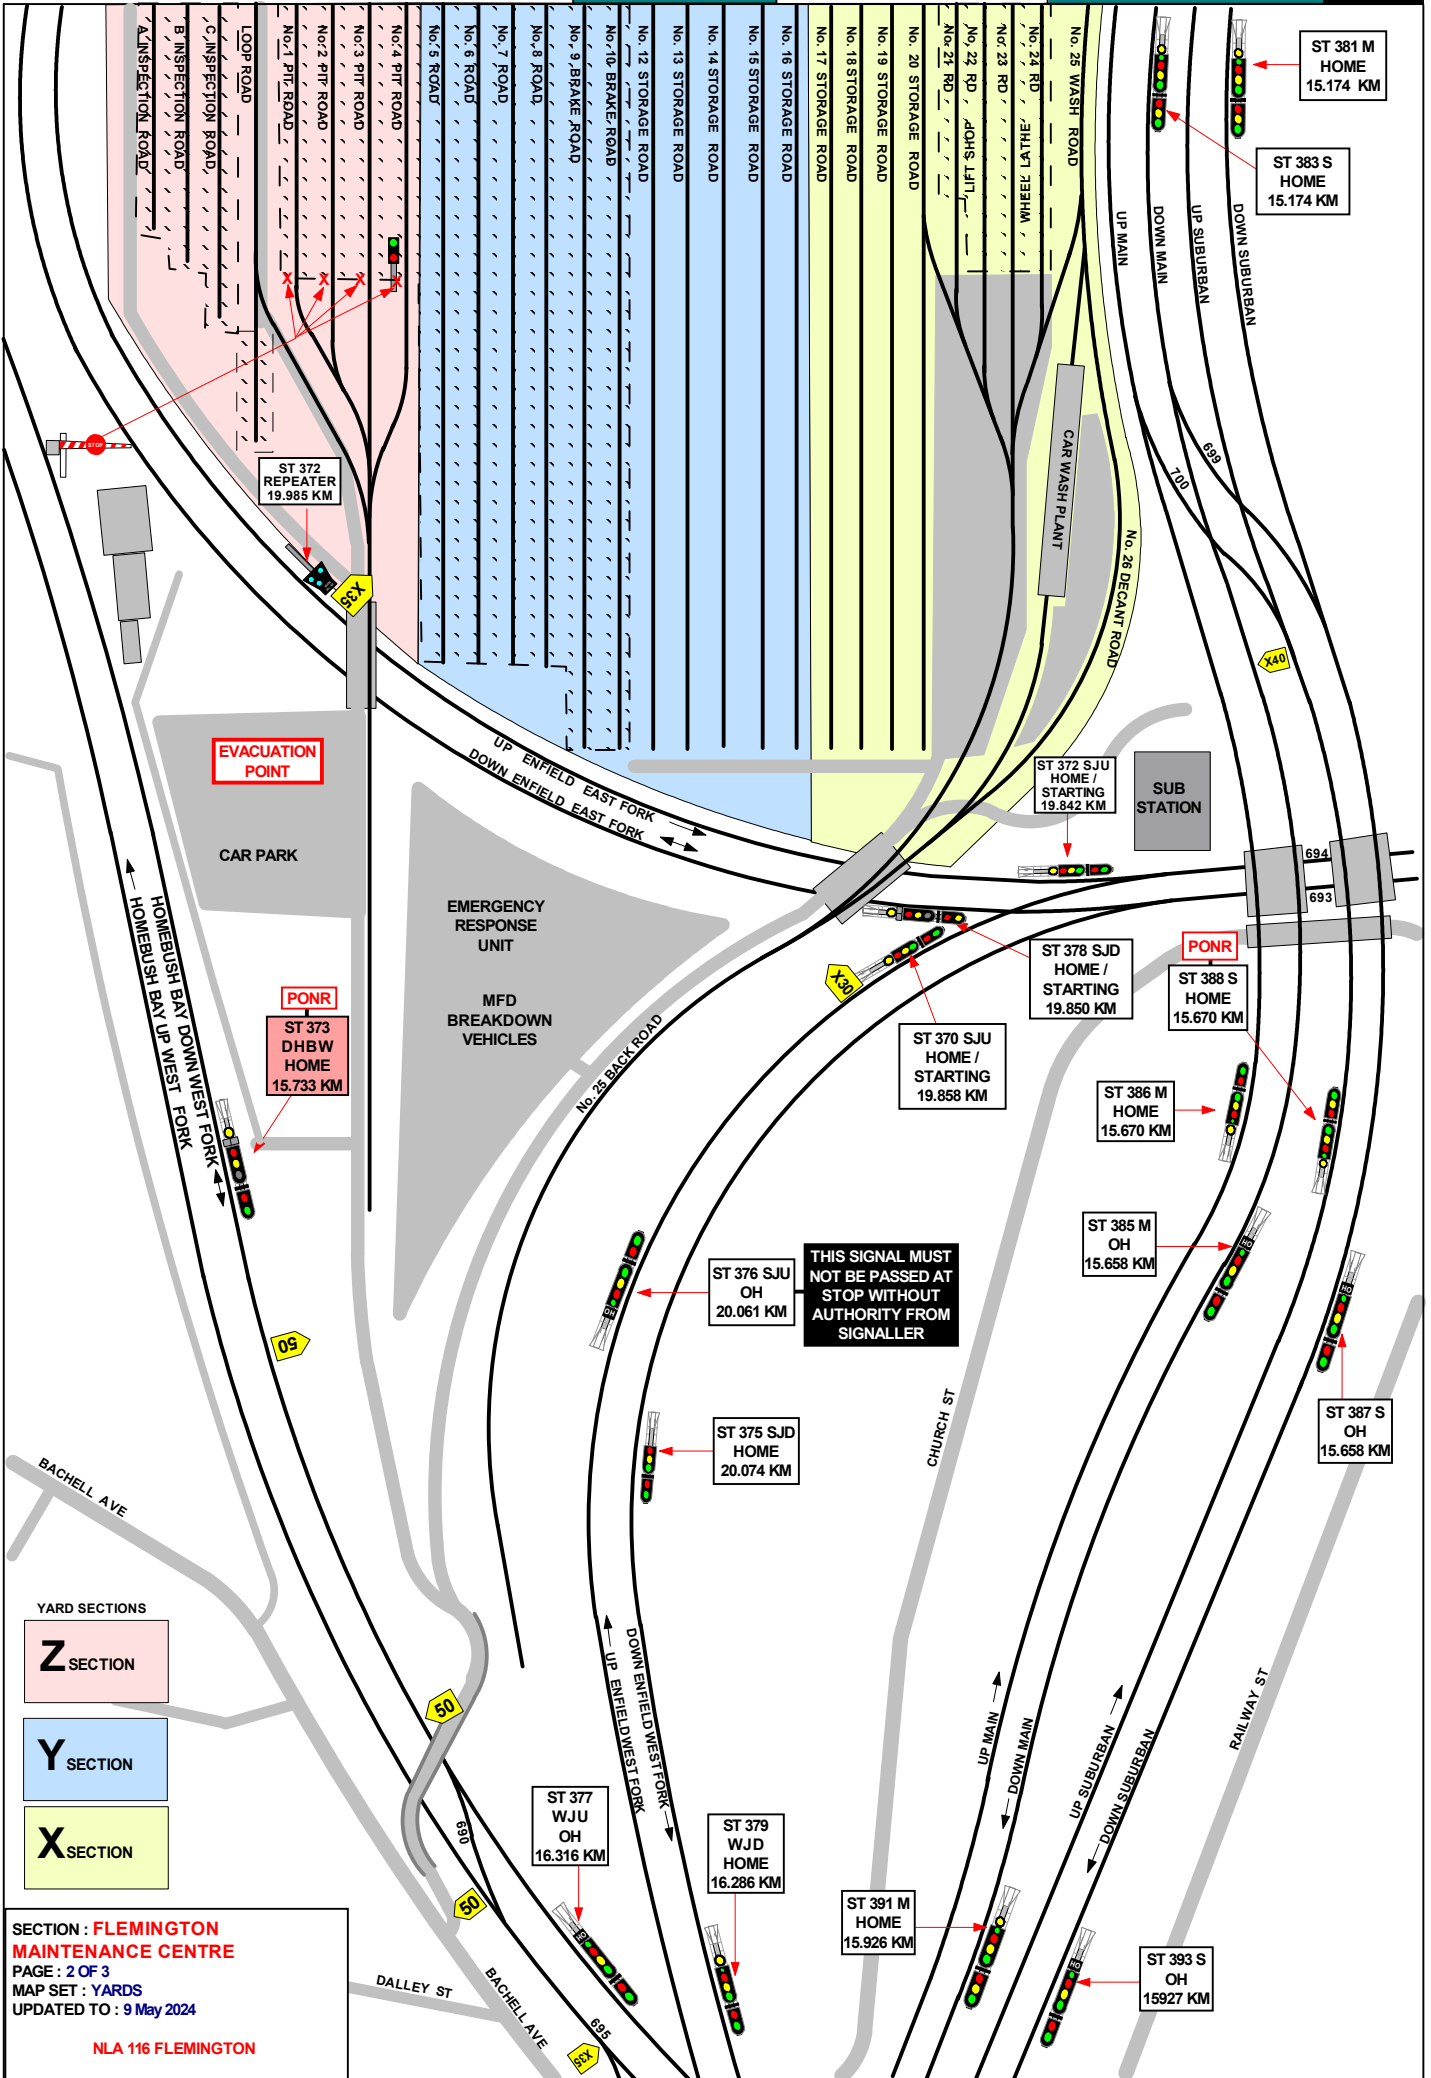 A INSPECTION ROAD
B INSPECTION ROAD
C INSPECTION ROAD
LOOP ROAD
No. 1 PIT ROAD
No. 2 PIT ROAD
No. 3 PIT ROAD
No. 4 PIT ROAD
No. 5 ROAD
No. 6 ROAD
No. 7 ROAD
No. 8 ROAD
No. 9 BRAKE ROAD
No. 10 BRAKE ROAD
No. 12 STORAGE ROAD
No. 13 STORAGE ROAD
No. 14 STORAGE ROAD
No. 15 STORAGE ROAD
No. 16 STORAGE ROAD
No. 17 STORAGE ROAD
No. 18 STORAGE ROAD
No. 19 STORAGE ROAD
No. 20 STORAGE ROAD
No. 21 RD
No. 22 RD
LIFT SHOP
No. 23 RD
No. 24 RD
WHEEL LATHE
No. 25 WASH ROAD
UP MAIN
DOWN MAIN
UP SUBURBAN
DOWN SUBURBAN
ST 381 M
HOME
15.174 KM
ST 383 S
HOME
15.174 KM
X
X
X
X
STOP
ST 372
REPEATER
19.985 KM
X35
CAR WASH PLANT
No. 26 DECANT ROAD
700
699
X40
EVACUATION
POINT
CAR PARK
UP ENFIELD EAST FORK
DOWN ENFIELD EAST FORK
ST 372 SJU
HOME /
STARTING
19.842 KM
SUB
STATION
694
693
EMERGENCY
RESPONSE
UNIT
MFD
BREAKDOWN
VEHICLES
HOMEBUSH BAY DOWN WEST FORK
HOMEBUSH BAY UP WEST FORK
PONR
ST 373
DHBW
HOME
15.733 KM
X30
ST 378 SJD
HOME /
STARTING
19.850 KM
ST 370 SJU
HOME /
STARTING
19.858 KM
PONR
ST 388 S
HOME
15.670 KM
ST 386 M
HOME
15.670 KM
No. 25 BACK ROAD
ST 385 M
OH
15.658 KM
HO
ST 376 SJU
OH
20.061 KM
HO
THIS SIGNAL MUST
NOT BE PASSED AT
STOP WITHOUT
AUTHORITY FROM
SIGNALLER
HO
ST 387 S
OH
15.658 KM
50
ST 375 SJD
HOME
20.074 KM
CHURCH ST
BACHELL AVE
RAILWAY ST
YARD SECTIONS
Z SECTION
Y SECTION
X SECTION
50
690
50
UP ENFIELD WEST FORK
DOWN ENFIELD WEST FORK
UP MAIN
DOWN MAIN
UP SUBURBAN
DOWN SUBURBAN
ST 377
WJU
OH
16.316 KM
HO
ST 379
WJD
HOME
16.286 KM
ST 391 M
HOME
15.926 KM
HO
ST 393 S
OH
15927 KM
DALLEY ST
BACHELL AVE
695
X35
SECTION : FLEMINGTON
MAINTENANCE CENTRE
PAGE : 2 OF 3
MAP SET : YARDS
UPDATED TO : 9 May 2024
NLA 116 FLEMINGTON